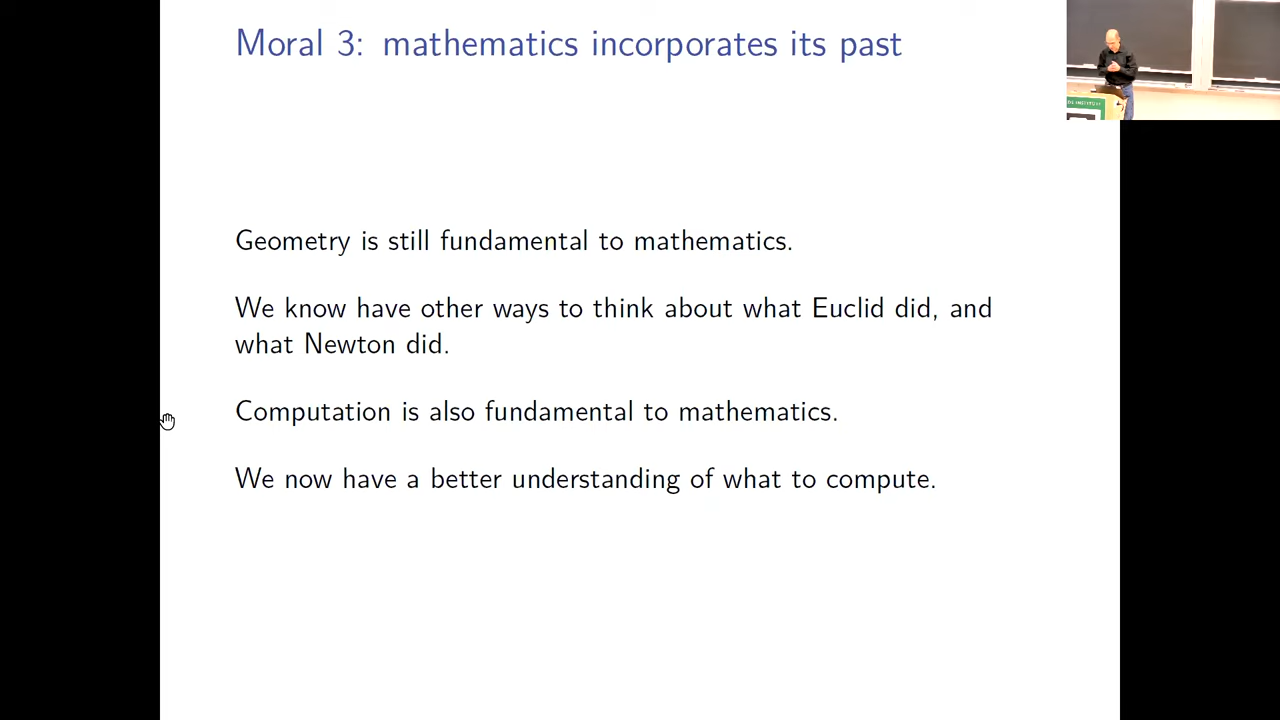 Moral 3: mathematics incorporates its past
Geometry is still fundamental to mathematics.
We know have other ways to think about what Euclid did, and
what Newton did.
Computation is also fundamental to mathematics.
We now have a better understanding of what to compute.
INSTITUTE